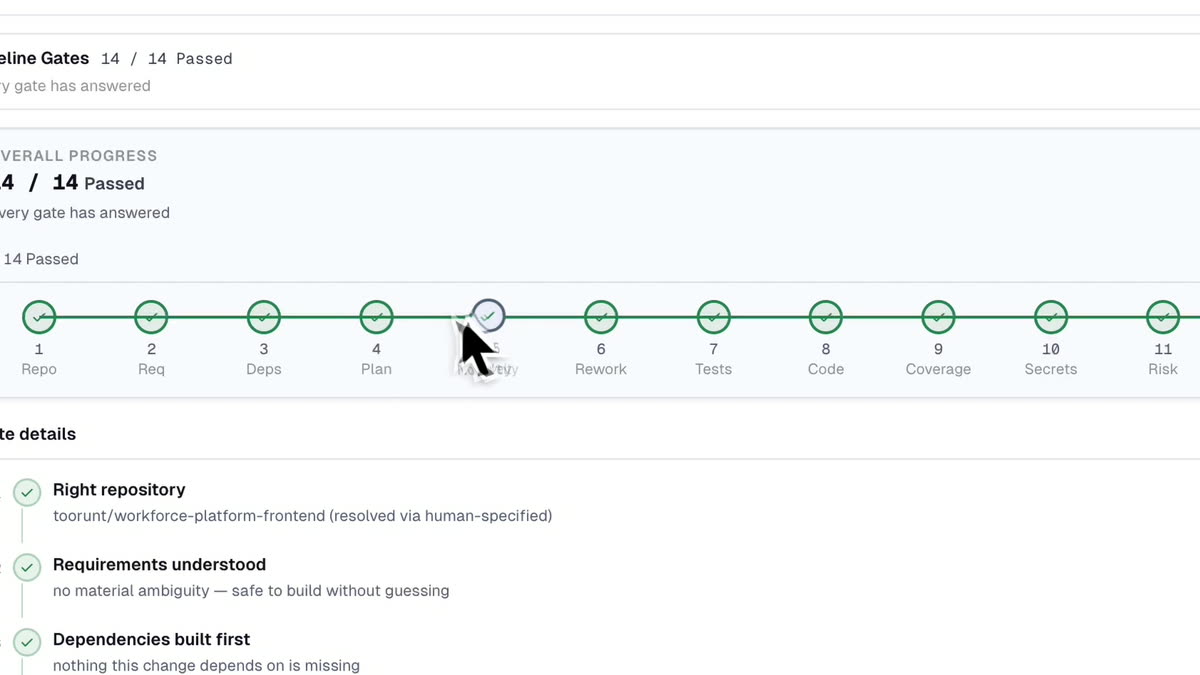 eline Gates 14 / 14 Passed
y gate has answered
VERALL PROGRESS
4 / 14 Passed
very gate has answered
14 Passed
1 2 3 4 5 6 7 8 9 10 11
Repo Req Deps Plan Rework Tests Code Coverage Secrets Risk
te details
Right repository
toorunt/workforce-platform-frontend (resolved via human-specified)
Requirements understood
no material ambiguity — safe to build without guessing
Dependencies built first
nothing this change depends on is missing